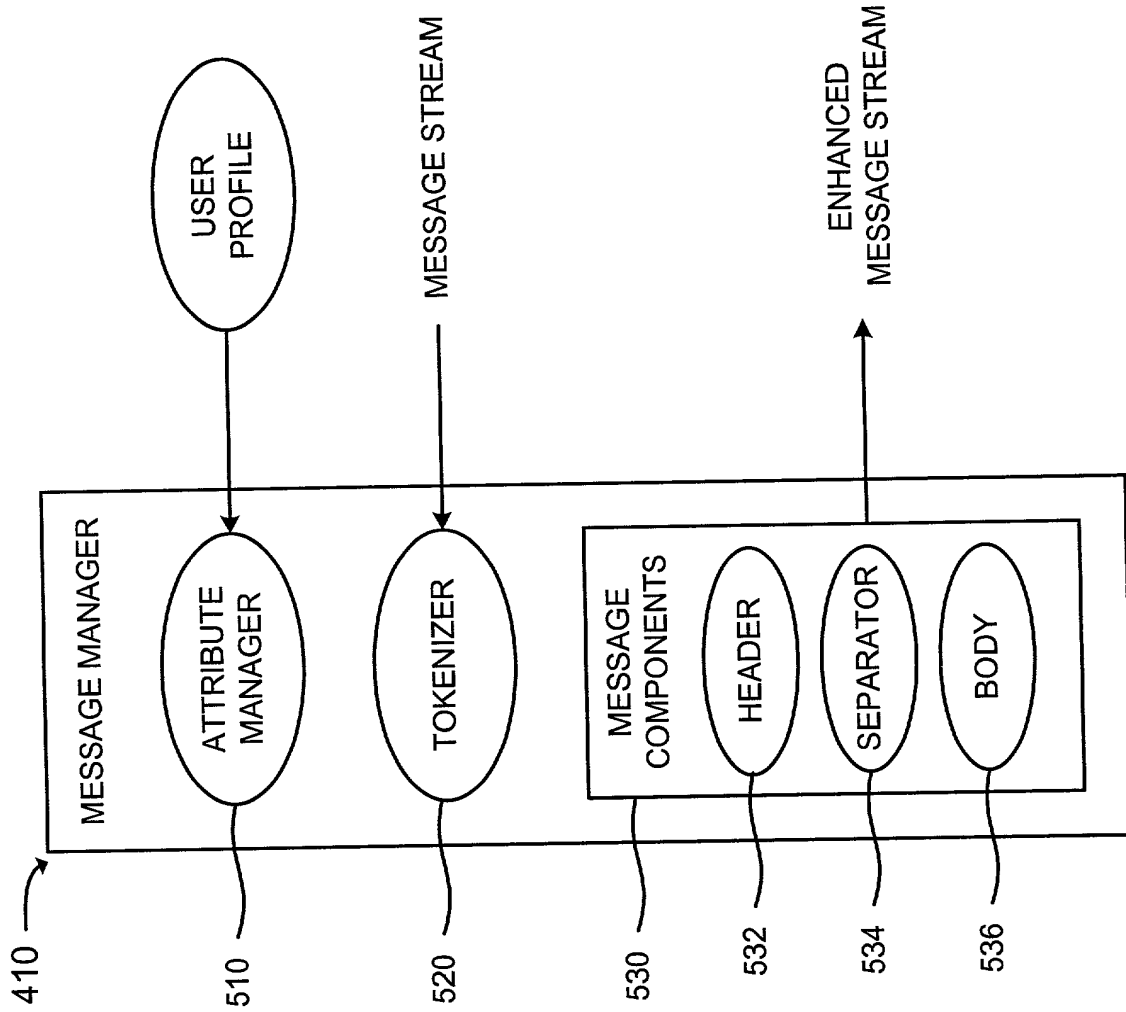 410
MESSAGE MANAGER
510
ATTRIBUTE
MANAGER
USER
PROFILE
520
TOKENIZER
MESSAGE STREAM
530
MESSAGE
COMPONENTS
532
HEADER
534
SEPARATOR
536
BODY
ENHANCED
MESSAGE STREAM